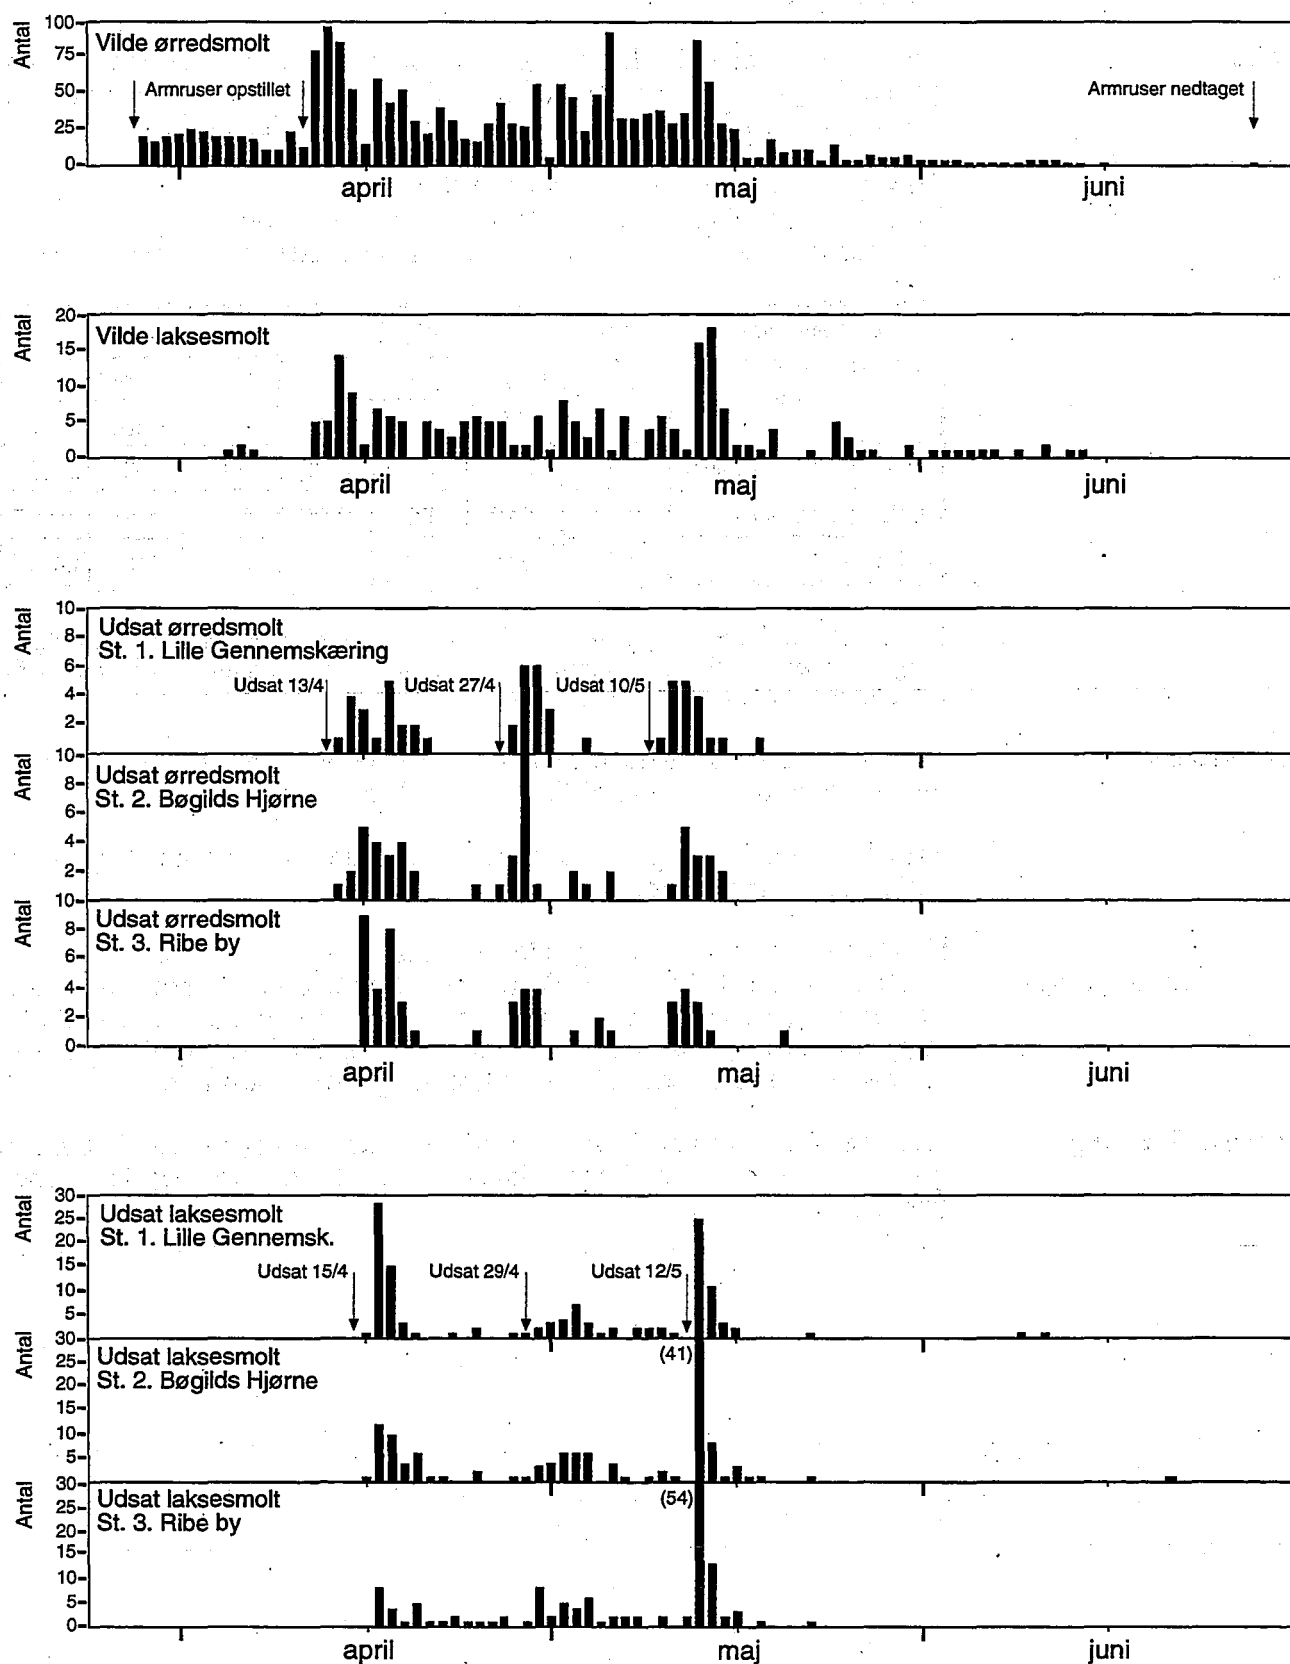 Antal
100
75
50
25
0
Vilde ørredsmolt
Armruser opstillet
Armruser nedtaget
april maj juni
Antal
20
15
10
5
0
Vilde laksesmolt
april maj juni
Antal
10
8
6
4
2
Udsat ørredsmolt
St. 1. Lille Gennemskæring
Udsat 13/4 Udsat 27/4 Udsat 10/5
Antal
10
8
6
4
2
Udsat ørredsmolt
St. 2. Bøgilds Hjørne
Antal
10
8
6
4
2
0
Udsat ørredsmolt
St. 3. Ribe by
april maj juni
Antal
30
25
20
15
10
5
Udsat laksesmolt
St. 1. Lille Gennemsk.
Udsat 15/4 Udsat 29/4 Udsat 12/5
Antal
30
25
20
15
10
5
Udsat laksesmolt
St. 2. Bøgilds Hjørne
(41)
Antal
30
25
20
15
10
5
0
Udsat laksesmolt
St. 3. Ribe by
(54)
april maj juni